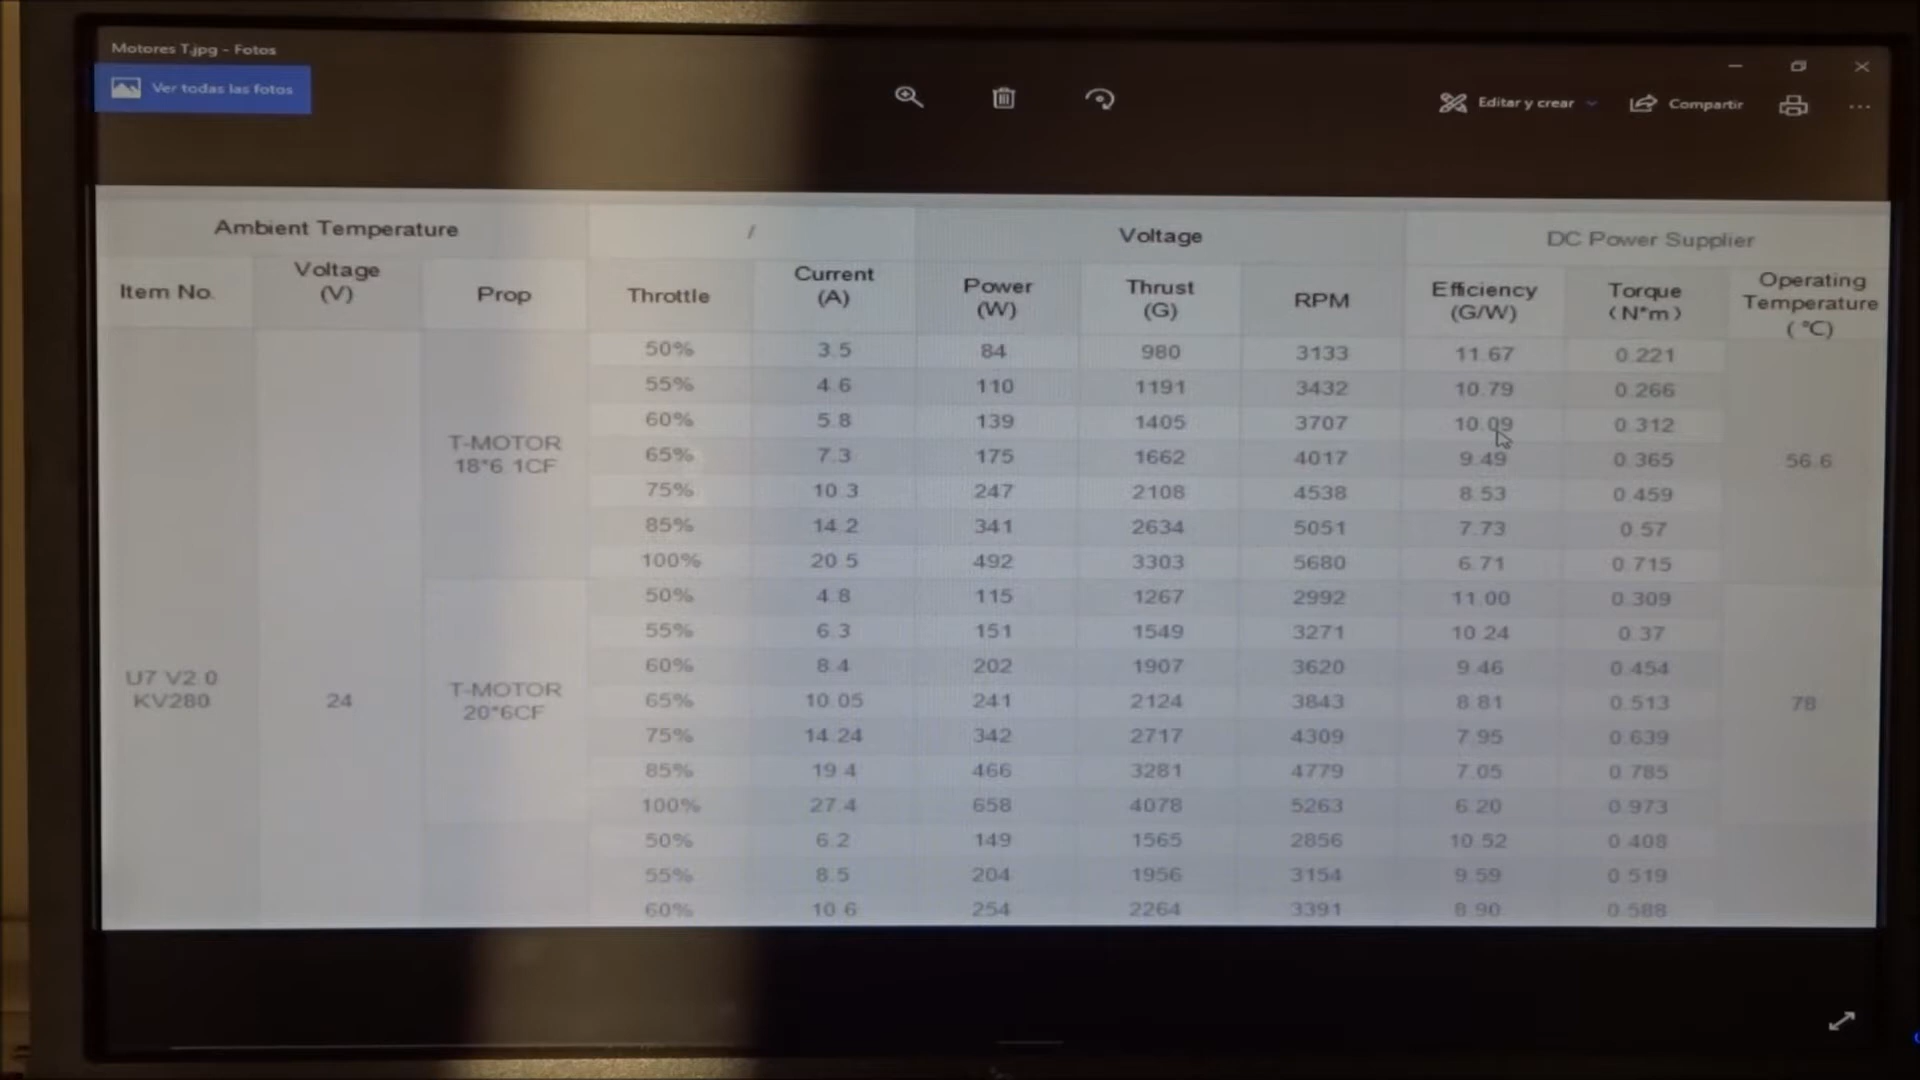 Motores T.jpg - Fotos
Ver todas las fotos
Editar y crear
Compartir
Ambient Temperature / Voltage DC Power Supplier
Item No. Voltage (V) Prop Throttle Current (A) Power (W) Thrust (G) RPM Efficiency (G/W) Torque (N*m) Operating Temperature (℃)
50% 3.5 84 980 3133 11.67 0.221
55% 4.6 110 1191 3432 10.79 0.266
60% 5.8 139 1405 3707 10.09 0.312
T-MOTOR 18*6.1CF
65% 7.3 175 1662 4017 9.49 0.365 56.6
75% 10.3 247 2108 4538 8.53 0.459
85% 14.2 341 2634 5051 7.73 0.57
100% 20.5 492 3303 5680 6.71 0.715
50% 4.8 115 1267 2992 11.00 0.309
55% 6.3 151 1549 3271 10.24 0.37
60% 8.4 202 1907 3620 9.46 0.454
U7 V2.0 KV280 24 T-MOTOR 20*6CF
65% 10.05 241 2124 3843 8.81 0.513 78
75% 14.24 342 2717 4309 7.95 0.639
85% 19.4 466 3281 4779 7.05 0.785
100% 27.4 658 4078 5263 6.20 0.973
50% 6.2 149 1565 2856 10.52 0.408
55% 8.5 204 1956 3154 9.59 0.519
60% 10.6 254 2264 3391 8.90 0.588